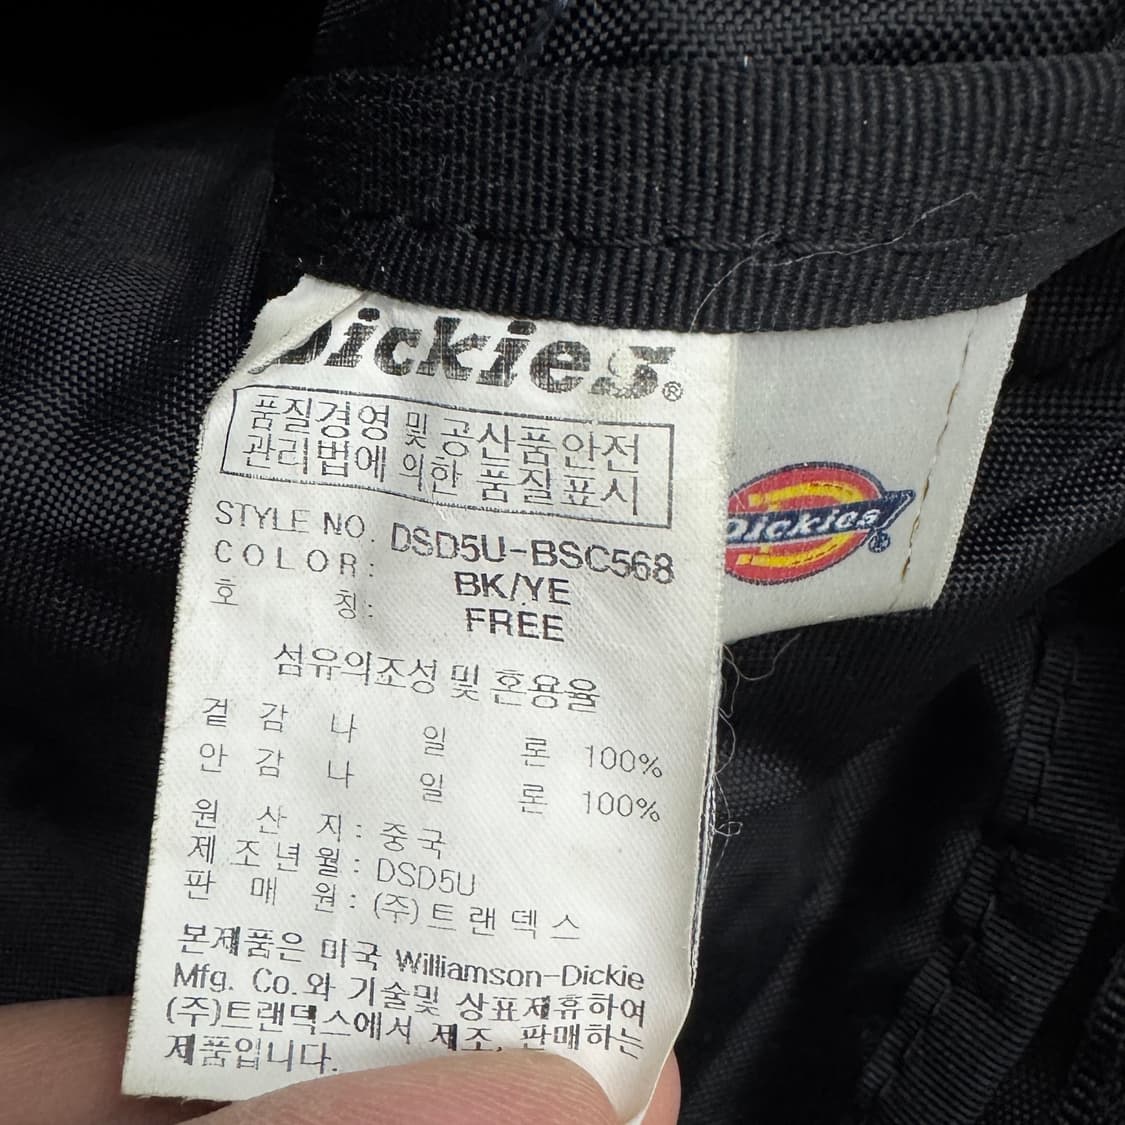 Dickies®
품질경영 및 공산품안전
관리법에 의한 품질표시
STYLE NO. DSD5U-BSC568
COLOR: BK/YE
호 칭: FREE
섬유의조성 및 혼용율
겉 감 나 일 론 100%
안 감 나 일 론 100%
원 산 지: 중국
제 조 년 월: DSD5U
판 매 원: (주)트랜덱스
본제품은 미국 Williamson-Dickie
Mfg. Co.와 기술및 상표제휴하여
(주)트랜덱스에서 제조, 판매하는
제품입니다.
Dickies®